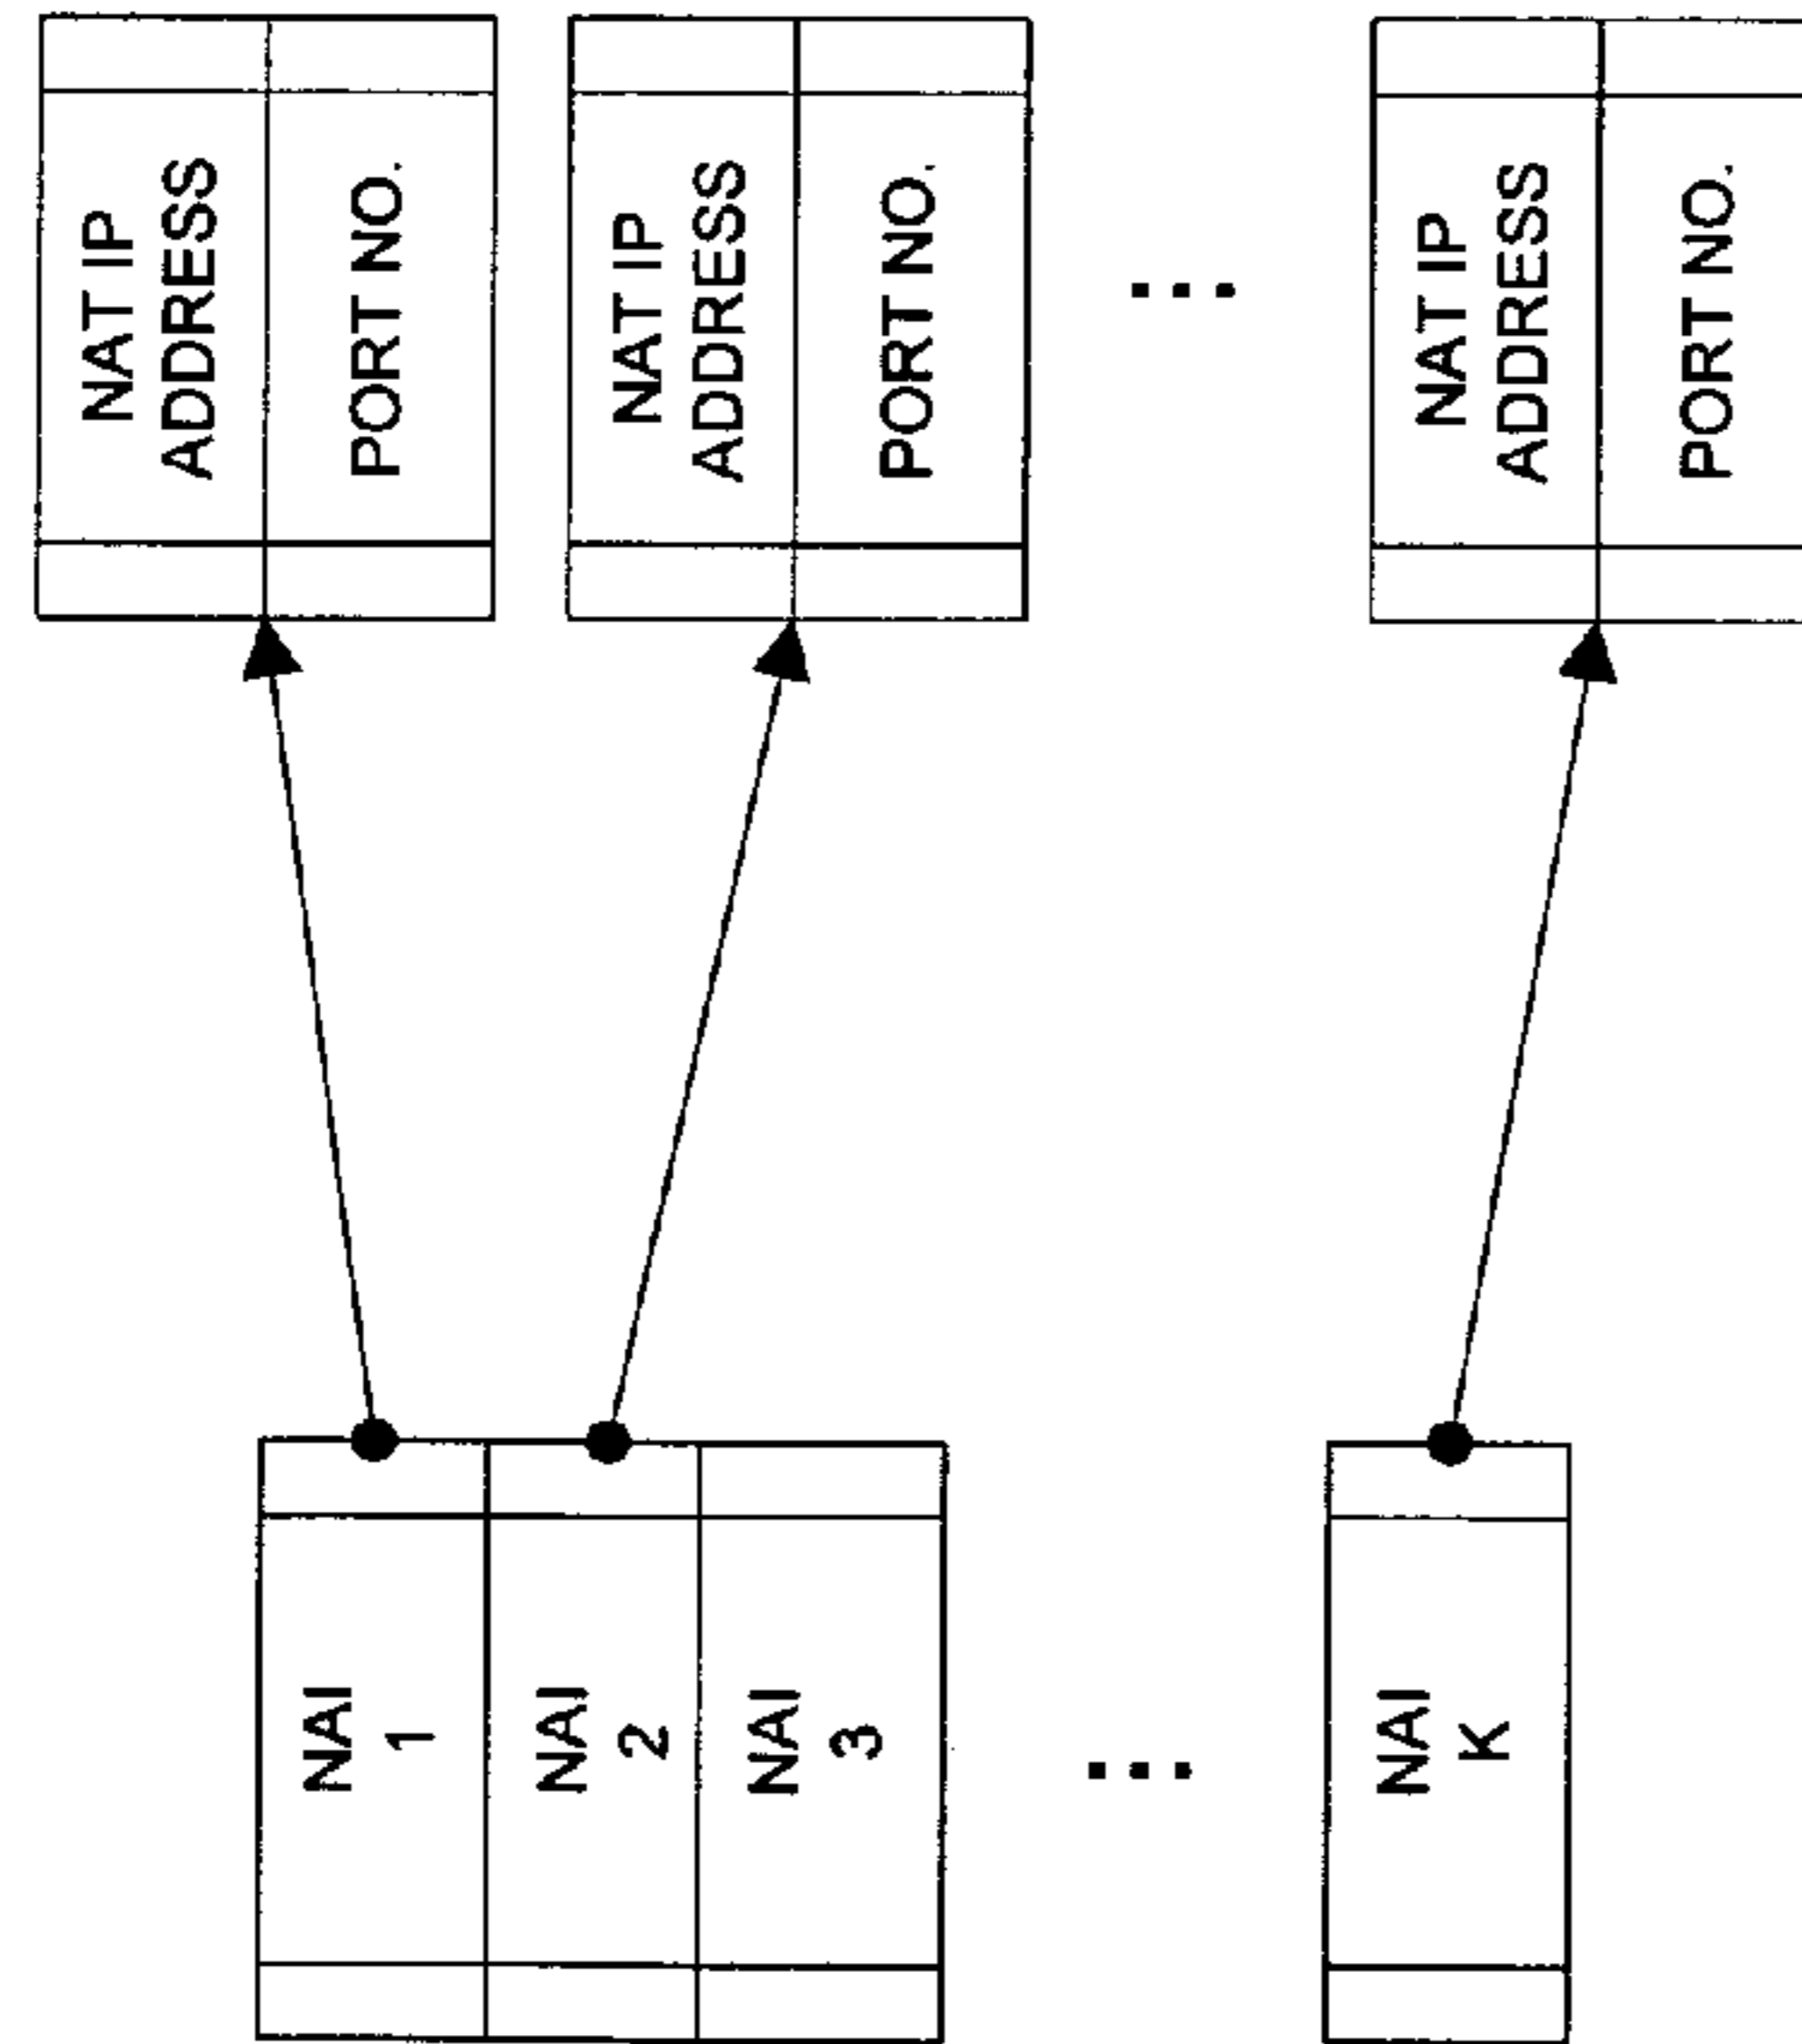 NAI
1
NAI
2
NAI
3
...
NAI
K
NAT IP
ADDRESS
PORT NO.
NAT IP
ADDRESS
PORT NO.
...
NAT IP
ADDRESS
PORT NO.